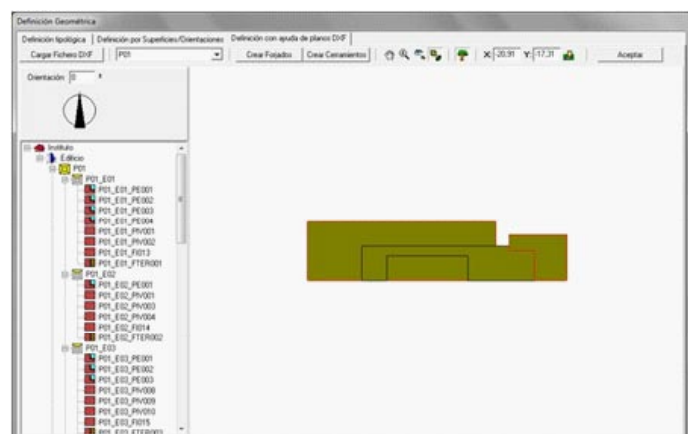 Definición Geométrica
Definición tipológica | Definición por Superficies/Orientaciones | Definición con ayuda de planos DXF
Cargar Fichero DXF P01 Crear Forjados Crear Cerramientos X: -20,91 Y: -17,31 Aceptar
Orientación 0 °
Instituto
Edificio
P01
P01_E01
P01_E01_PE001
P01_E01_PE002
P01_E01_PE003
P01_E01_PE004
P01_E01_PIV001
P01_E01_PIV002
P01_E01_FI013
P01_E01_FTER001
P01_E02
P01_E02_PE001
P01_E02_PIV001
P01_E02_PIV003
P01_E02_PIV004
P01_E02_FI014
P01_E02_FTER002
P01_E03
P01_E03_PE001
P01_E03_PE002
P01_E03_PE003
P01_E03_PIV008
P01_E03_PIV009
P01_E03_PIV010
P01_E03_FI015
P01_E03_FTER003